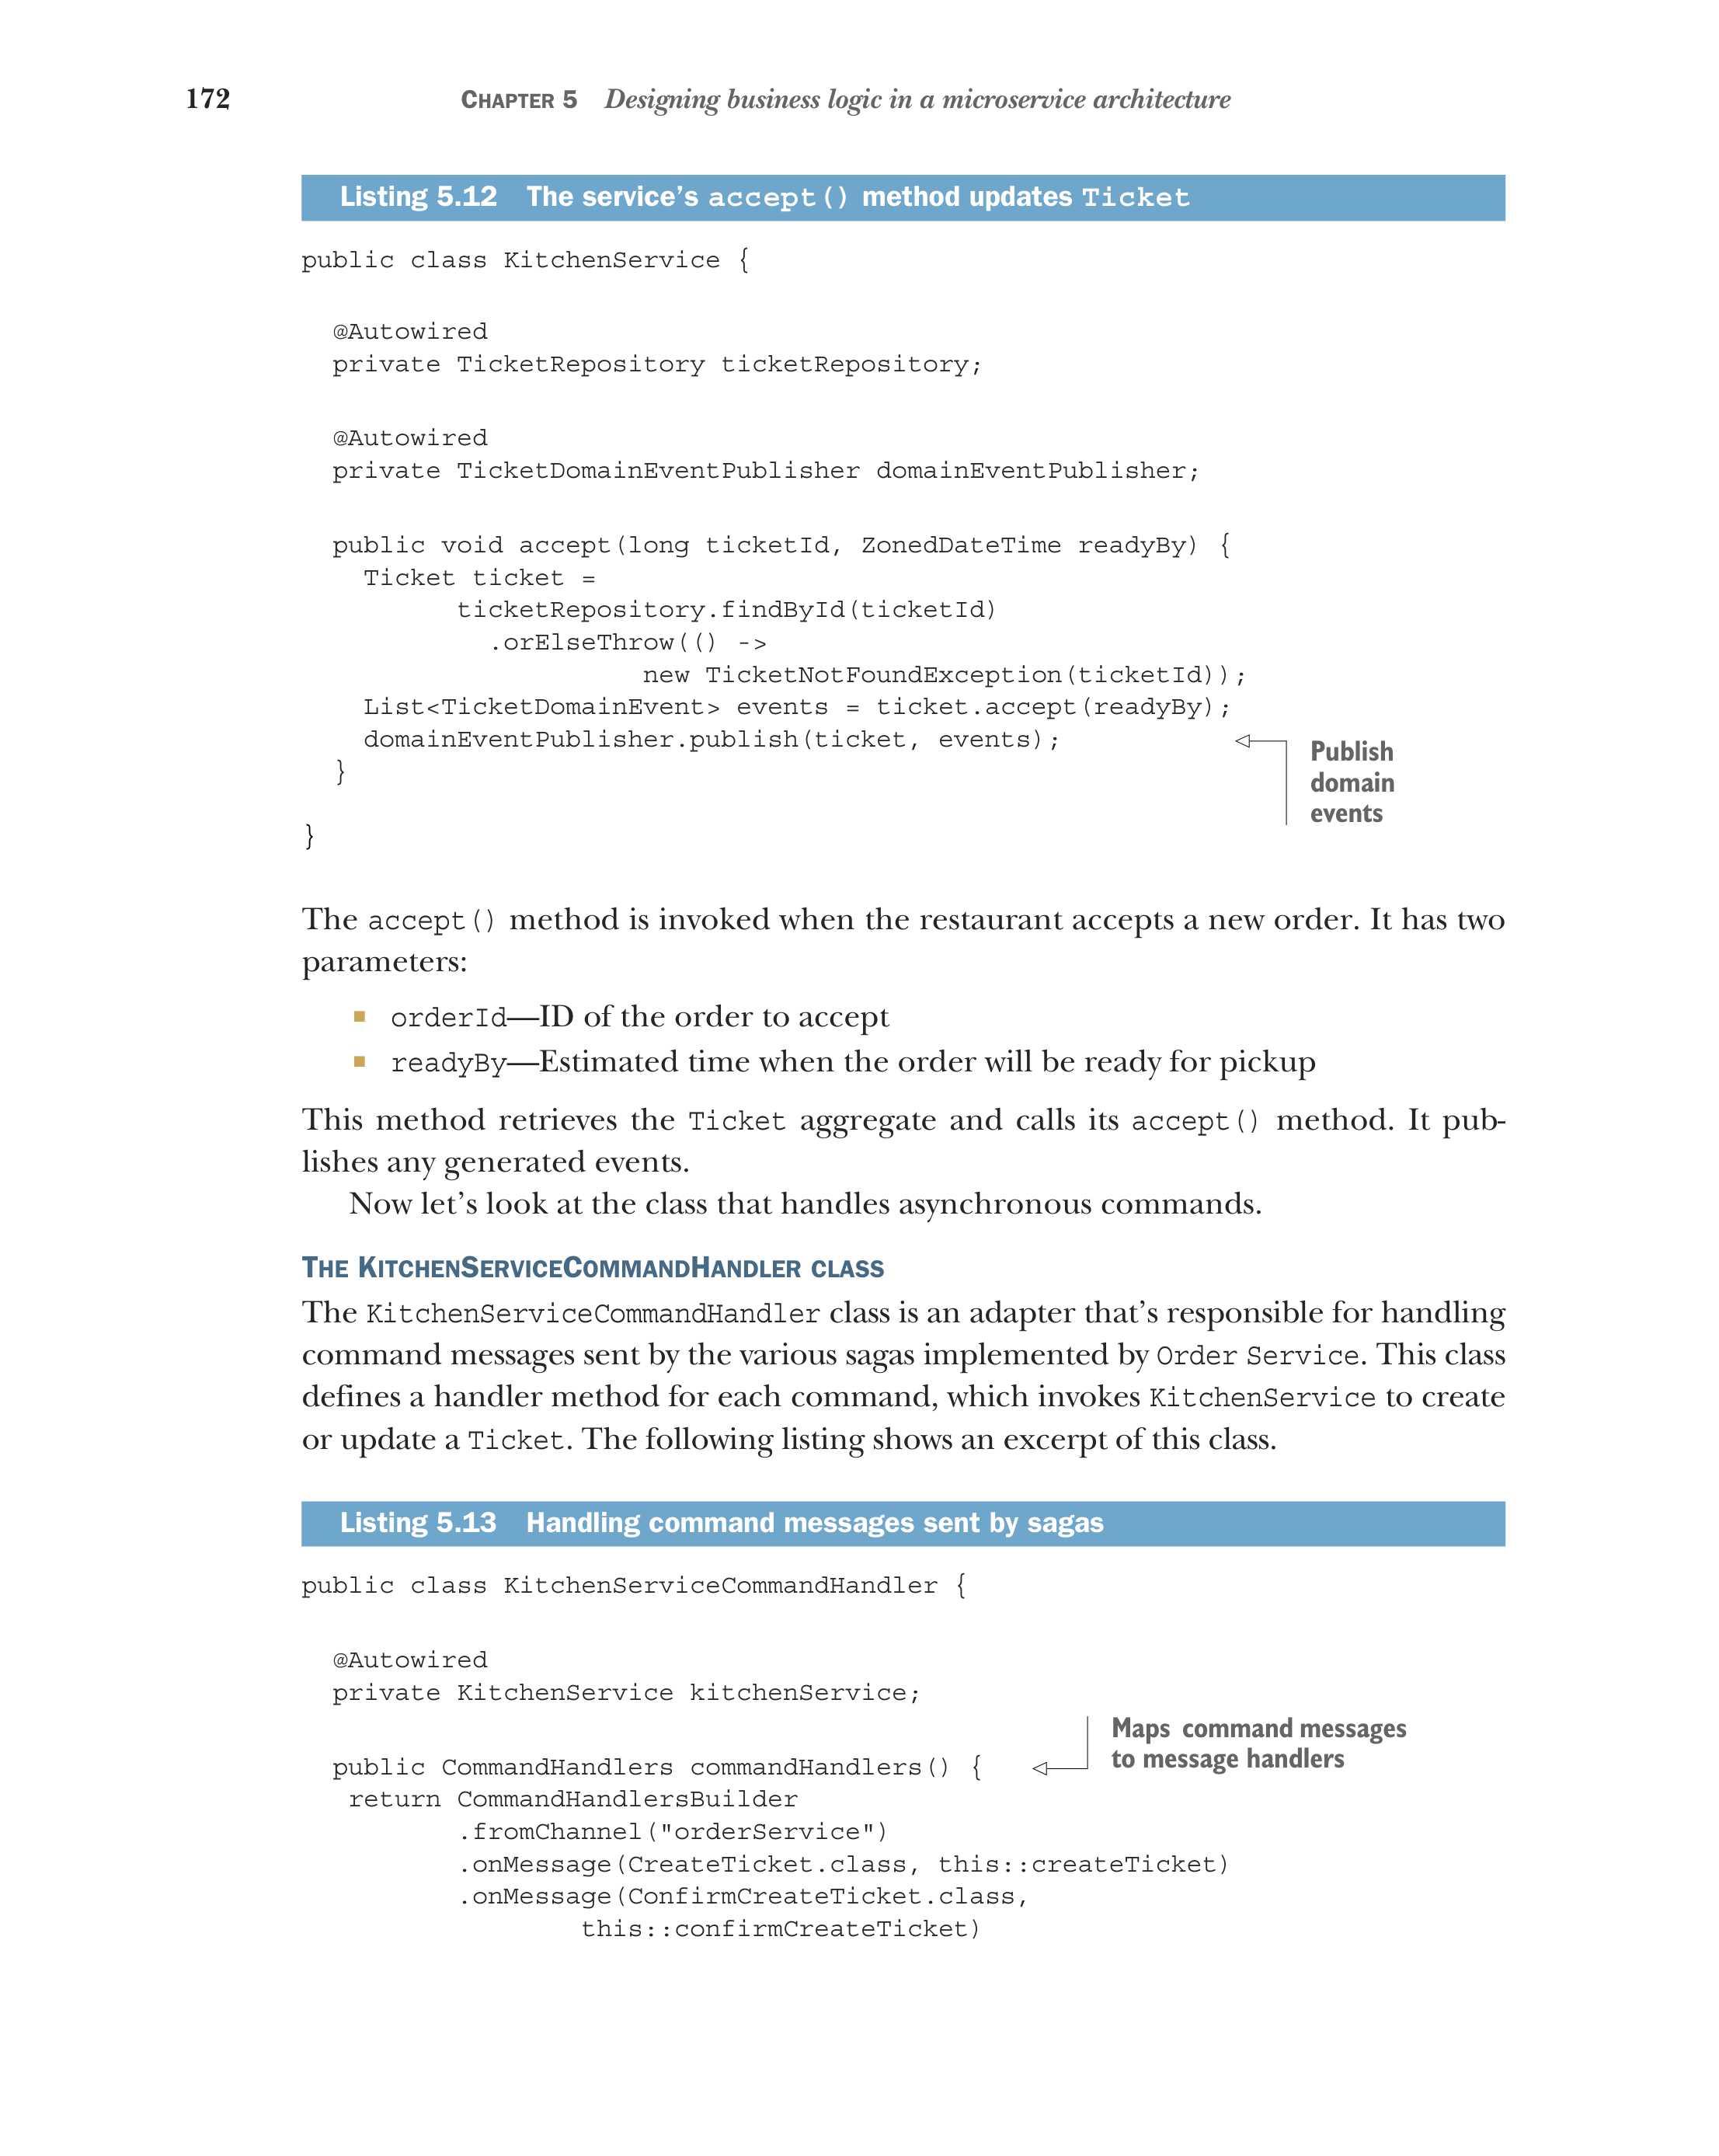 172 CHAPTER 5 Designing business logic in a microservice architecture
Listing 5.12 The service’s accept() method updates Ticket
public class KitchenService {
@Autowired
private TicketRepository ticketRepository;
@Autowired
private TicketDomainEventPublisher domainEventPublisher;
public void accept(long ticketId, ZonedDateTime readyBy) {
Ticket ticket =
ticketRepository.findById(ticketId)
.orElseThrow(() ->
new TicketNotFoundException(ticketId));
List<TicketDomainEvent> events = ticket.accept(readyBy);
domainEventPublisher.publish(ticket, events);
Publish
domain
events
}
}
The accept() method is invoked when the restaurant accepts a new order. It has two
parameters:
■ orderId—ID of the order to accept
■ readyBy—Estimated time when the order will be ready for pickup
This method retrieves the Ticket aggregate and calls its accept() method. It pub-
lishes any generated events.
Now let’s look at the class that handles asynchronous commands.
THE KITCHENSERVICECOMMANDHANDLER CLASS
The KitchenServiceCommandHandler class is an adapter that’s responsible for handling
command messages sent by the various sagas implemented by Order Service. This class
defines a handler method for each command, which invokes KitchenService to create
or update a Ticket. The following listing shows an excerpt of this class.
Listing 5.13 Handling command messages sent by sagas
public class KitchenServiceCommandHandler {
@Autowired
private KitchenService kitchenService;
Maps command messages
to message handlers
public CommandHandlers commandHandlers() {
return CommandHandlersBuilder
.fromChannel("orderService")
.onMessage(CreateTicket.class, this::createTicket)
.onMessage(ConfirmCreateTicket.class,
this::confirmCreateTicket)